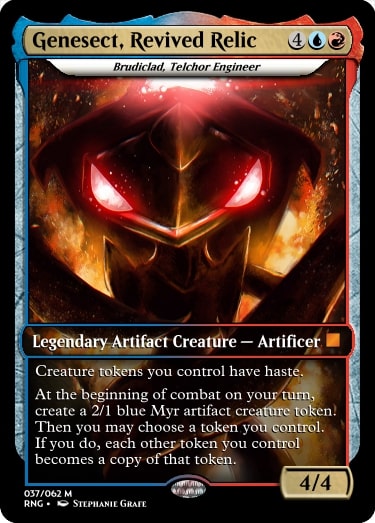 Genesect, Revived Relic 4
Brudiclad, Telchor Engineer
Legendary Artifact Creature — Artificer
Creature tokens you control have haste.
At the beginning of combat on your turn,
create a 2/1 blue Myr artifact creature token.
Then you may choose a token you control.
If you do, each other token you control
becomes a copy of that token.
4/4
037/062 M
RNG • Stephanie Grafe